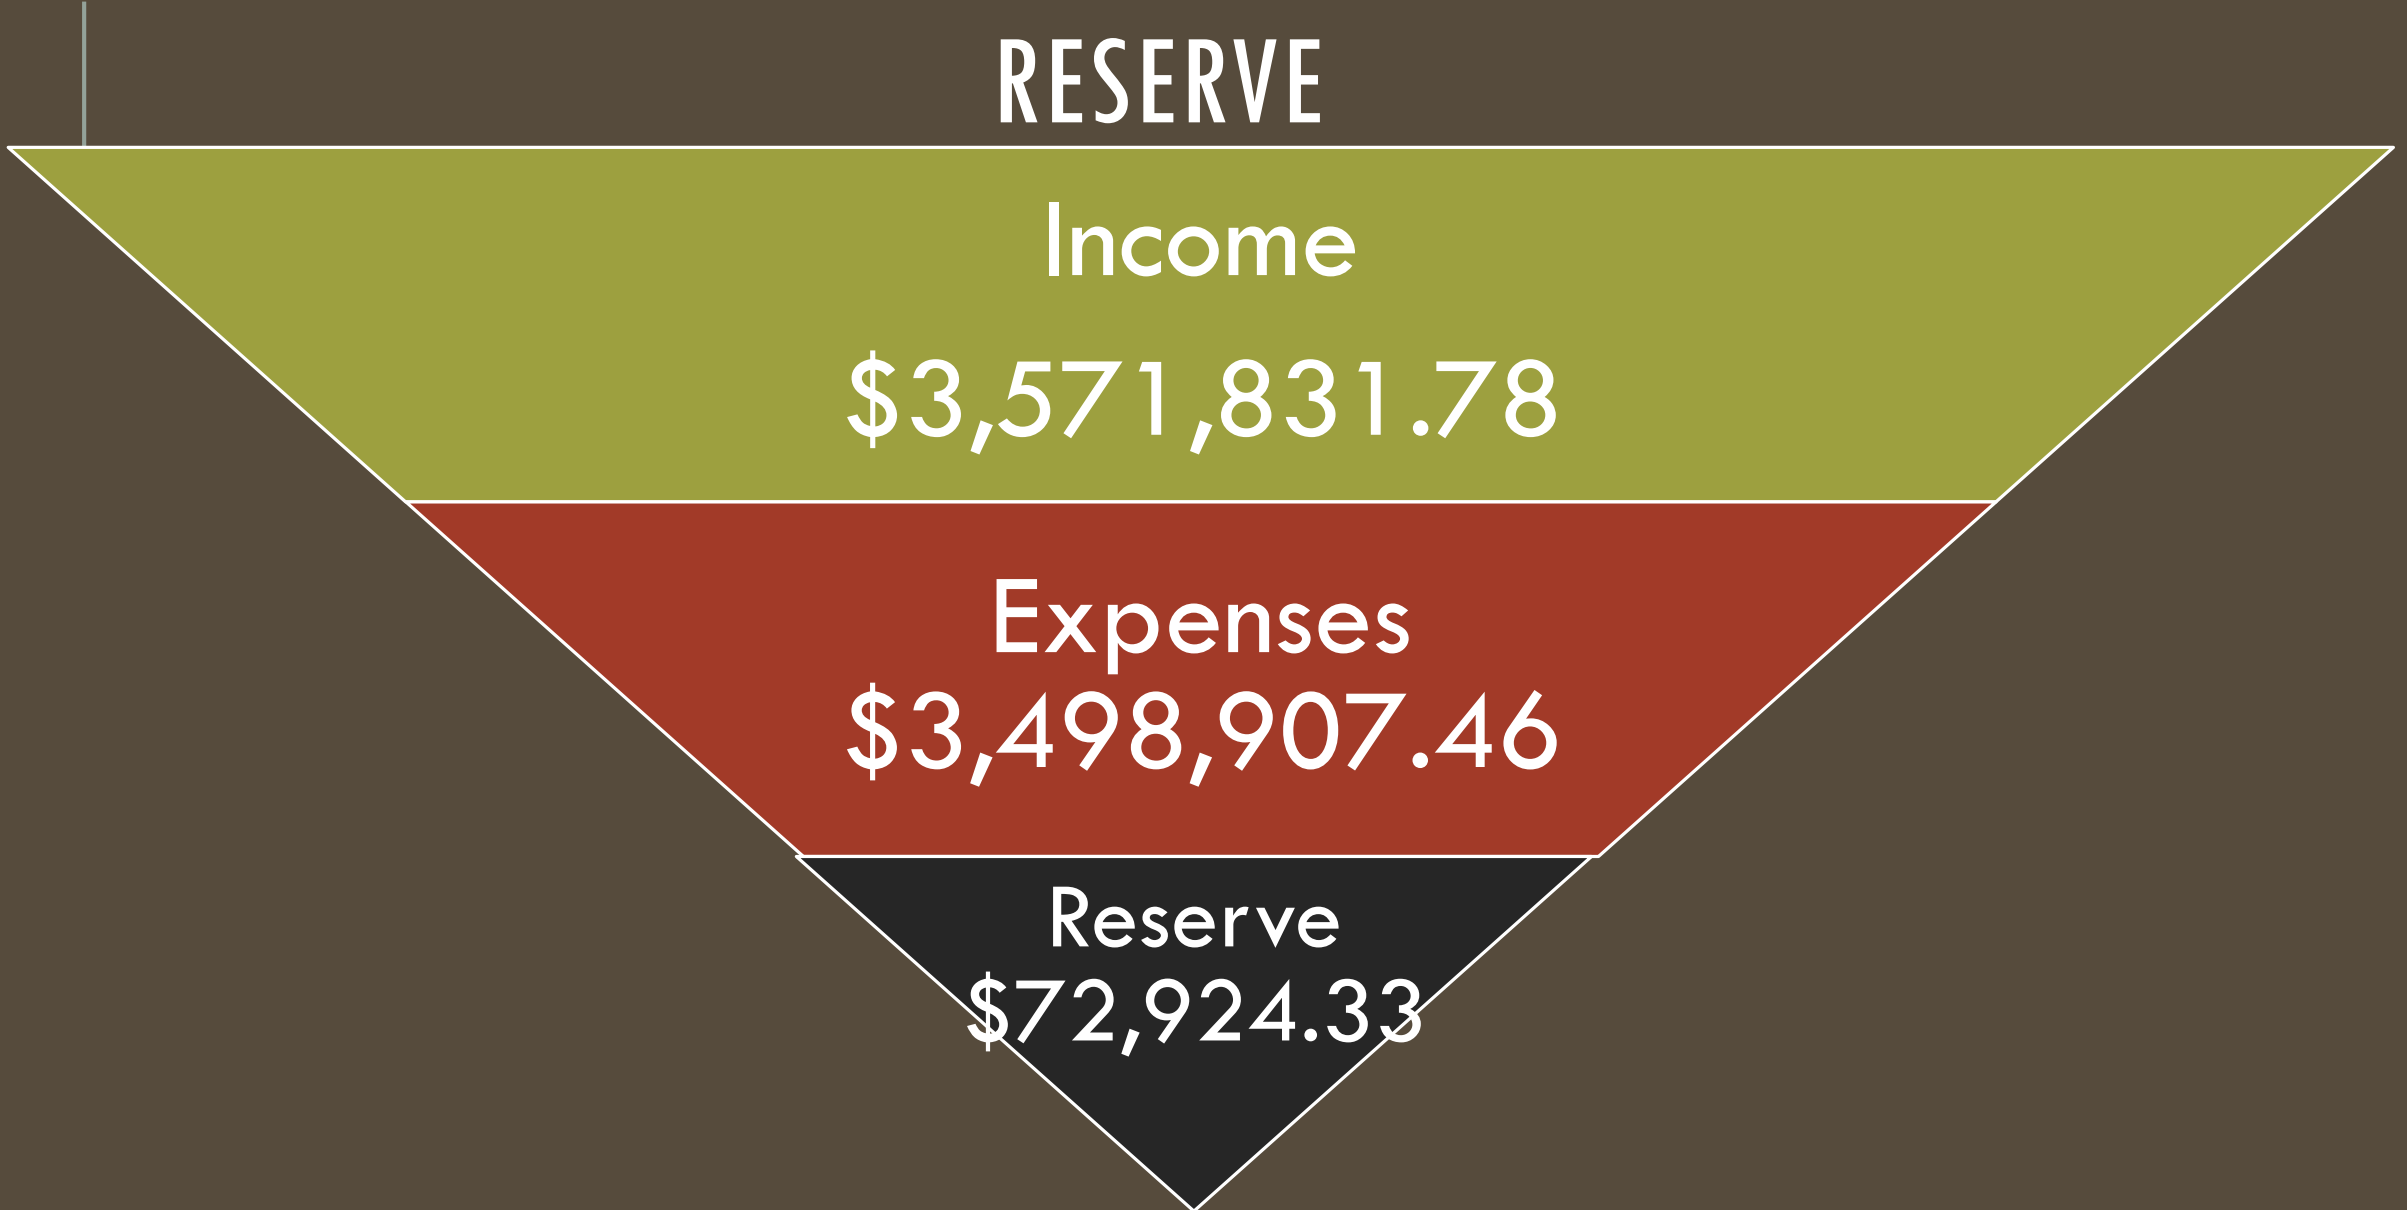 RESERVE
Income
$3,571,831.78
Expenses
$3,498,907.46
Reserve
$72,924.33